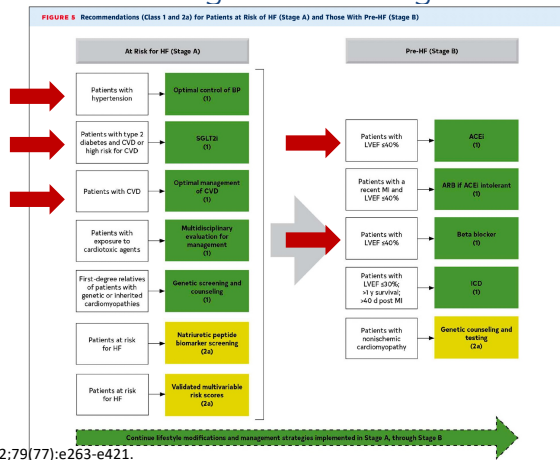 FIGURE 5 Recommendations (Class 1 and 2a) for Patients at Risk of HF (Stage A) and Those With Pre-HF (Stage B)
At Risk for HF (Stage A)
Patients with
hypertension
Optimal control of BP
(1)
Patients with type 2
diabetes and CVD or
high risk for CVD
SGLT2i
(1)
Patients with CVD
Optimal management
of CVD
(1)
Patients with
exposure to
cardiotoxic agents
Multidisciplinary
evaluation for
management
(1)
First-degree relatives
of patients with
genetic or inherited
cardiomyopathies
Genetic screening and
counseling
(1)
Patients at risk
for HF
Natriuretic peptide
biomarker screening
(2a)
Patients at risk
for HF
Validated multivariable
risk scores
(2a)
Pre-HF (Stage B)
Patients with
LVEF ≤40%
ACEi
(1)
Patients with a
recent MI and
LVEF ≤40%
ARB if ACEi intolerant
(1)
Patients with
LVEF ≤40%
Beta blocker
(1)
Patients with
LVEF ≤30%;
>1 y survival;
>40 d post MI
ICD
(1)
Patients with
nonischemic
cardiomyopathy
Genetic counseling and
testing
(2a)
Continue lifestyle modifications and management strategies implemented in Stage A, through Stage B
2;79(77):e263-e421.